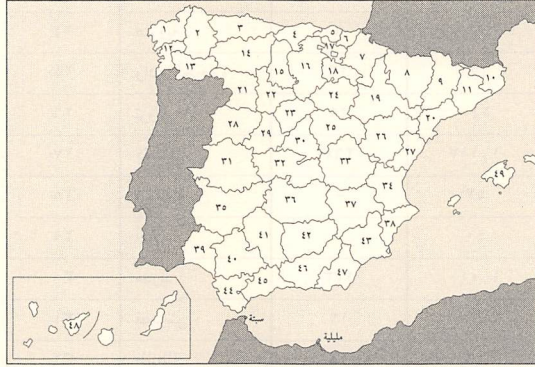 ١ ٢ ٣ ٤ ٥
١٢ ١٧ ٦
١٣ ١٤ ١٥ ١٦ ١٨ ٧ ٨ ٩ ١٠
٢١ ٢٢ ٢٤ ١٩ ١١
٢٣ ٢٠
٢٨ ٢٩ ٣٠ ٢٥ ٢٦
٢٧
٣١ ٣٢ ٣٣
٣٤ ٤٩
٣٥ ٣٦ ٣٧
٣٨
٣٩ ٤٠ ٤١ ٤٢ ٤٣
٤٤ ٤٥ ٤٦ ٤٧
سبتة
٤٨
مليلية